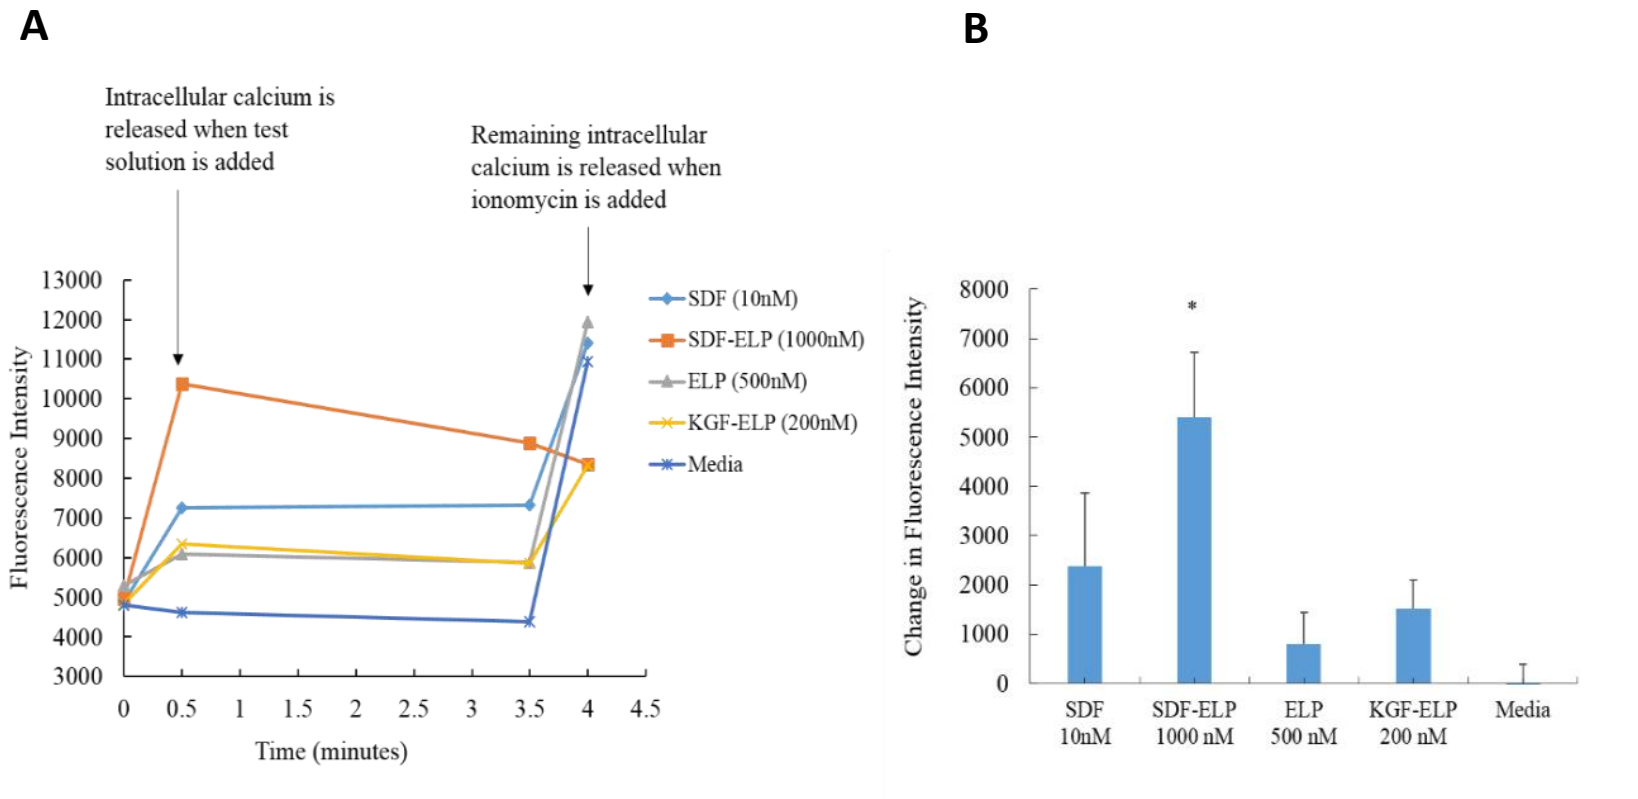 A
B
Intracellular calcium is
released when test
solution is added
Remaining intracellular
calcium is released when
ionomycin is added
13000
12000
11000
10000
9000
8000
7000
6000
5000
4000
3000
Fluorescence Intensity
0 0.5 1 1.5 2 2.5 3 3.5 4 4.5
Time (minutes)
SDF (10nM)
SDF-ELP (1000nM)
ELP (500nM)
KGF-ELP (200nM)
Media
8000
7000
6000
5000
4000
3000
2000
1000
0
Change in Fluorescence Intensity
*
SDF SDF-ELP ELP KGF-ELP Media
10nM 1000 nM 500 nM 200 nM